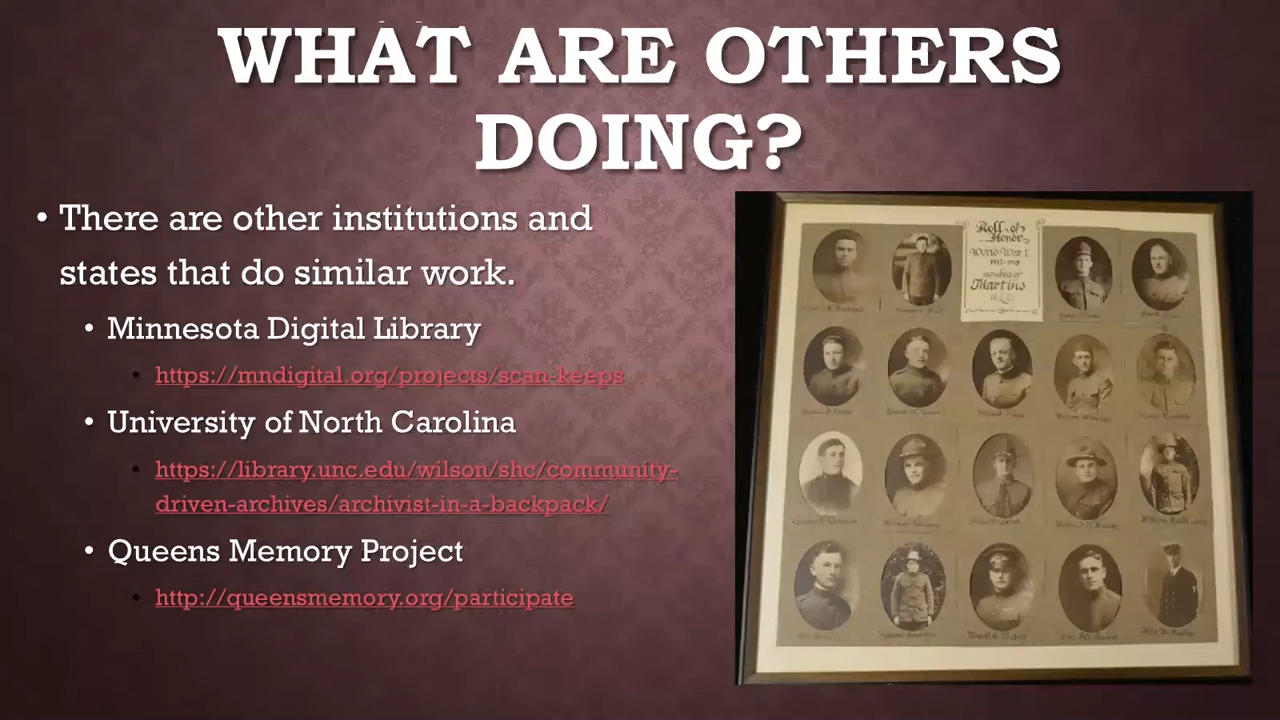 WHAT ARE OTHERS
DOING?
• There are other institutions and
states that do similar work.
• Minnesota Digital Library
• https://mndigital.org/projects/scan-keeps
• University of North Carolina
• https://library.unc.edu/wilson/shc/community-
driven-archives/archivist-in-a-backpack/
• Queens Memory Project
• http://queensmemory.org/participate
Roll of
Honor
World War I
1917-1918
members of
Martins